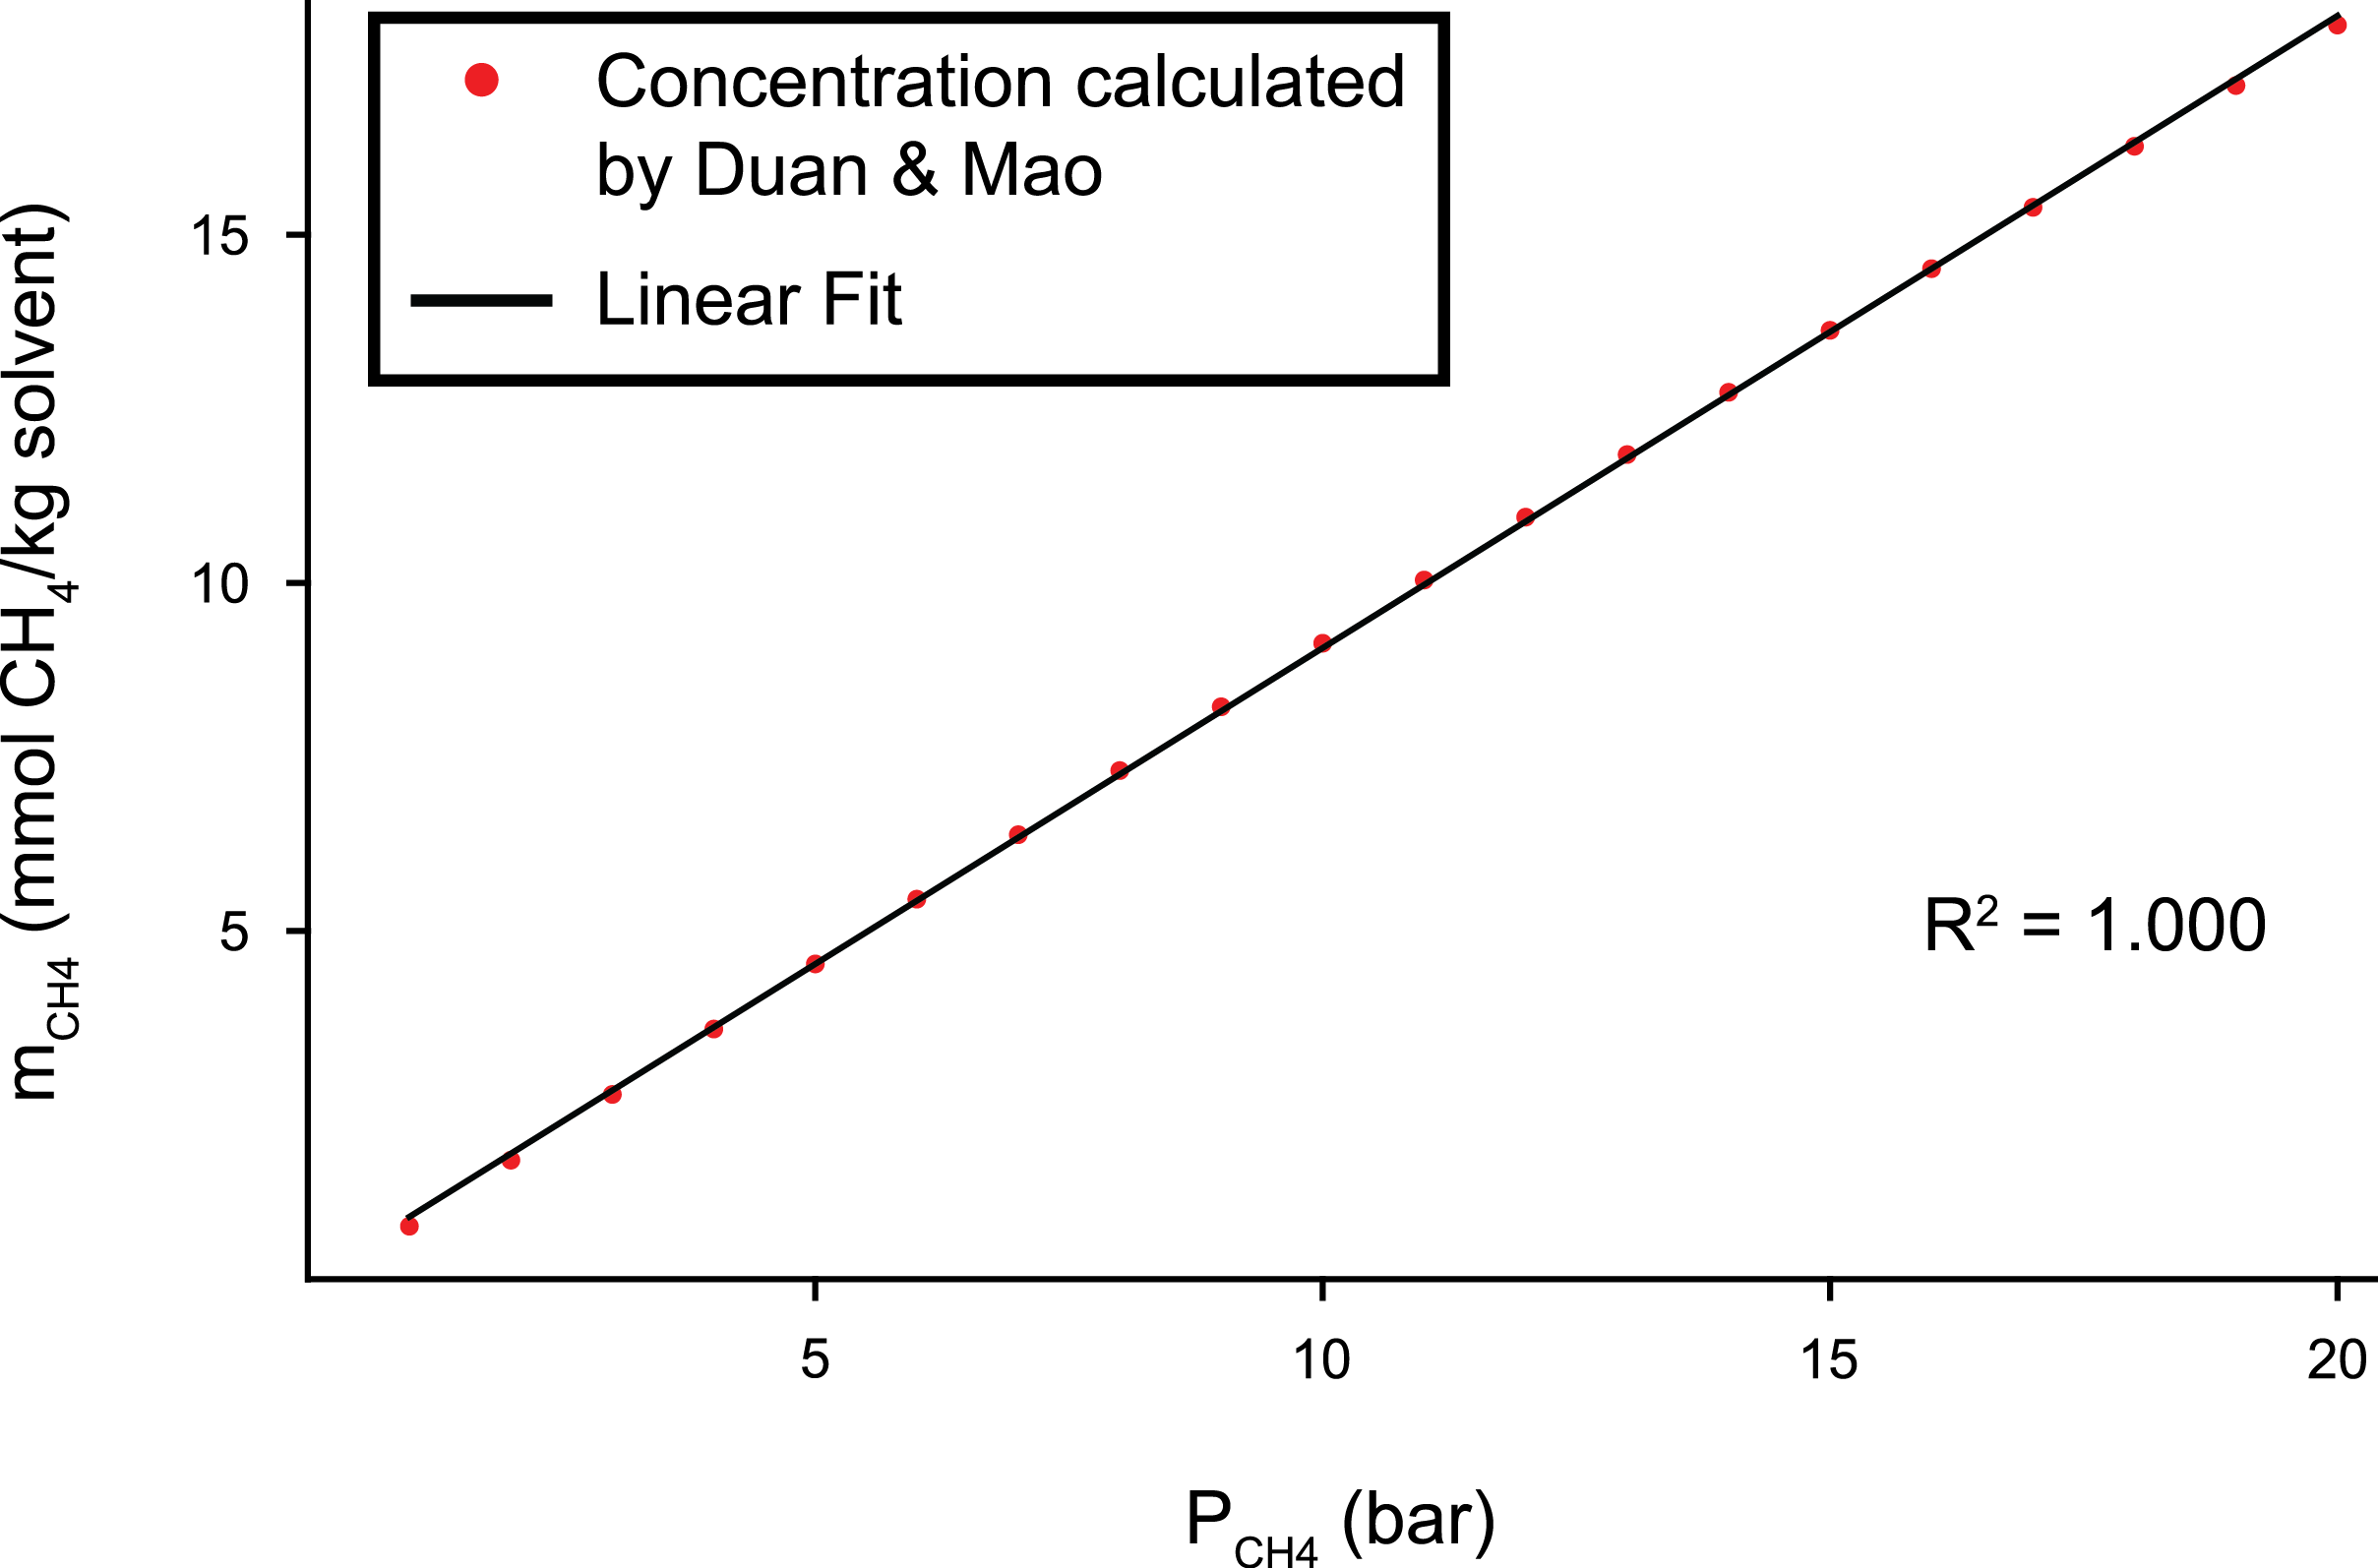 Concentration calculated
by Duan & Mao
Linear Fit
m_CH4 (mmol CH₄/kg solvent)
15
10
5
R² = 1.000
5
10
15
20
P_CH4 (bar)